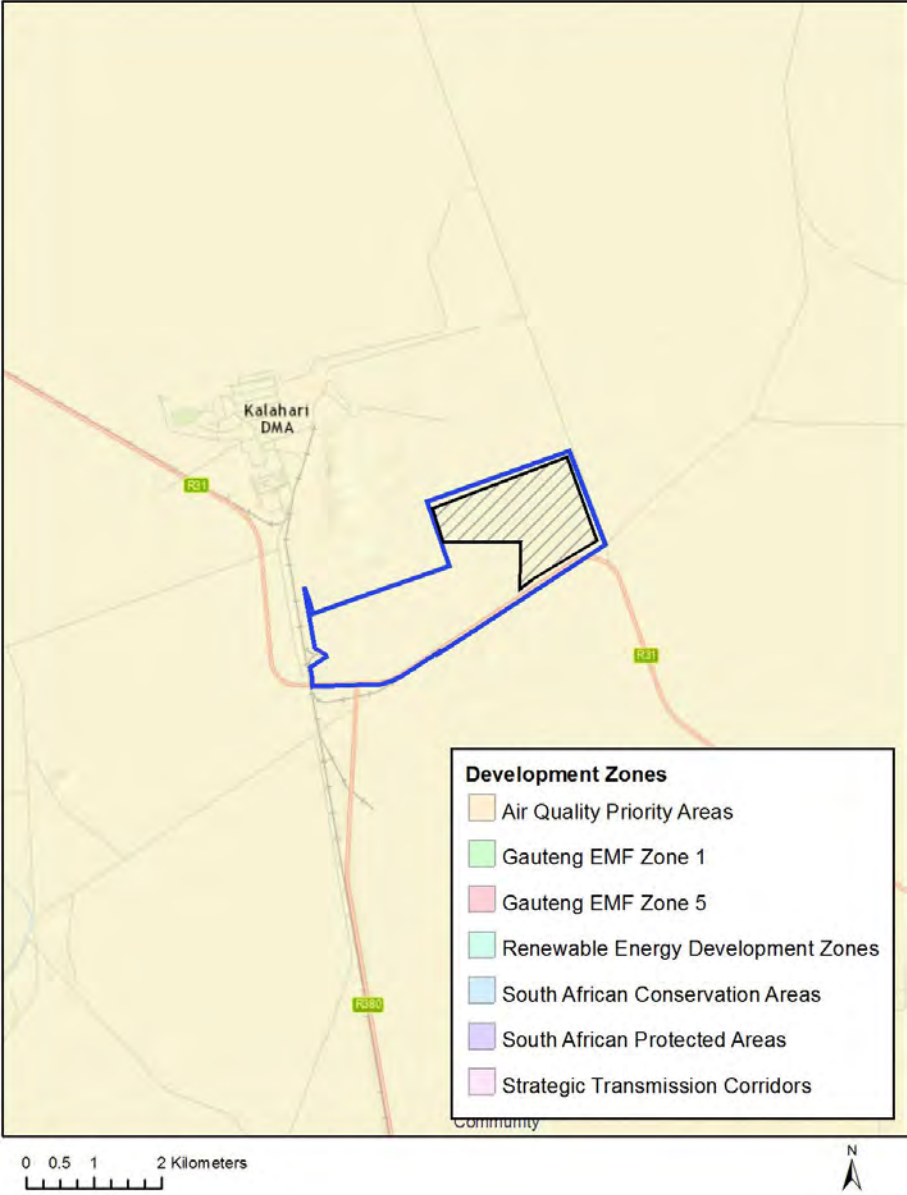 Kalahari
DMA
R31
R31
R380
Development Zones
Air Quality Priority Areas
Gauteng EMF Zone 1
Gauteng EMF Zone 5
Renewable Energy Development Zones
South African Conservation Areas
South African Protected Areas
Strategic Transmission Corridors
Community
0 0.5 1 2 Kilometers
N